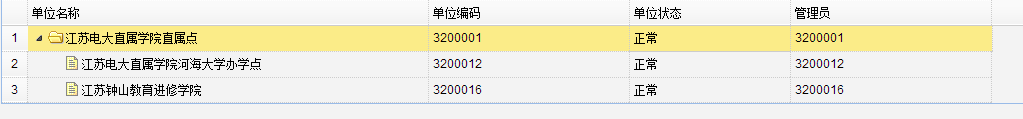 单位名称 单位编码 单位状态 管理员
1 江苏电大直属学院直属点 3200001 正常 3200001
2 江苏电大直属学院河海大学办学点 3200012 正常 3200012
3 江苏钟山教育进修学院 3200016 正常 3200016